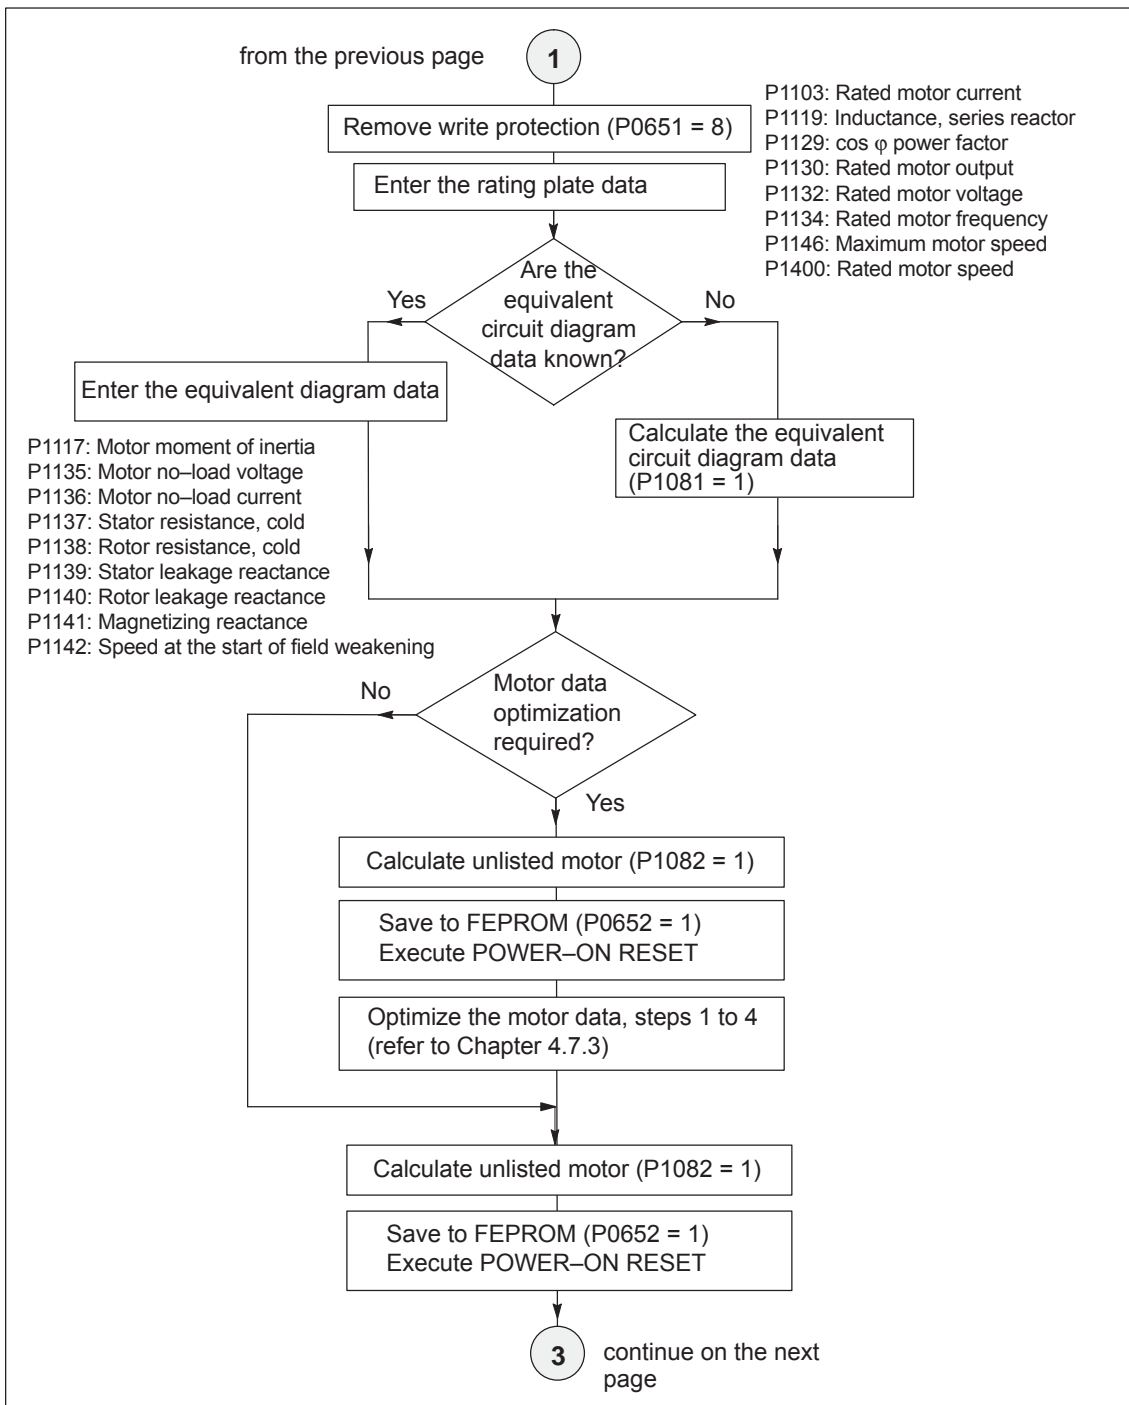 from the previous page
1
Remove write protection (P0651 = 8)
Enter the rating plate data
P1103: Rated motor current
P1119: Inductance, series reactor
P1129: cos φ power factor
P1130: Rated motor output
P1132: Rated motor voltage
P1134: Rated motor frequency
P1146: Maximum motor speed
P1400: Rated motor speed
Are the
equivalent
circuit diagram
data known?
Yes
No
Enter the equivalent diagram data
P1117: Motor moment of inertia
P1135: Motor no–load voltage
P1136: Motor no–load current
P1137: Stator resistance, cold
P1138: Rotor resistance, cold
P1139: Stator leakage reactance
P1140: Rotor leakage reactance
P1141: Magnetizing reactance
P1142: Speed at the start of field weakening
Calculate the equivalent
circuit diagram data
(P1081 = 1)
Motor data
optimization
required?
No
Yes
Calculate unlisted motor (P1082 = 1)
Save to FEPROM (P0652 = 1)
Execute POWER–ON RESET
Optimize the motor data, steps 1 to 4
(refer to Chapter 4.7.3)
Calculate unlisted motor (P1082 = 1)
Save to FEPROM (P0652 = 1)
Execute POWER–ON RESET
3
continue on the next
page